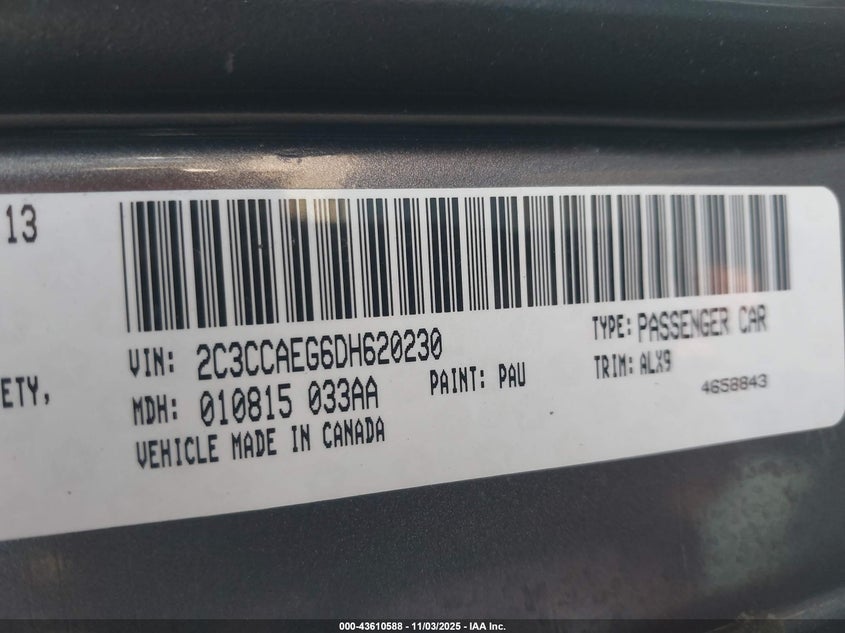 13
VIN: 2C3CCAEG6DH620230
TYPE: PASSENGER CAR
ETY,
MDH: 010815 033AA
PAINT: PAU
TRIM: ALX9
VEHICLE MADE IN CANADA
4658843
000-43610588 - 11/03/2025 - IAA Inc.